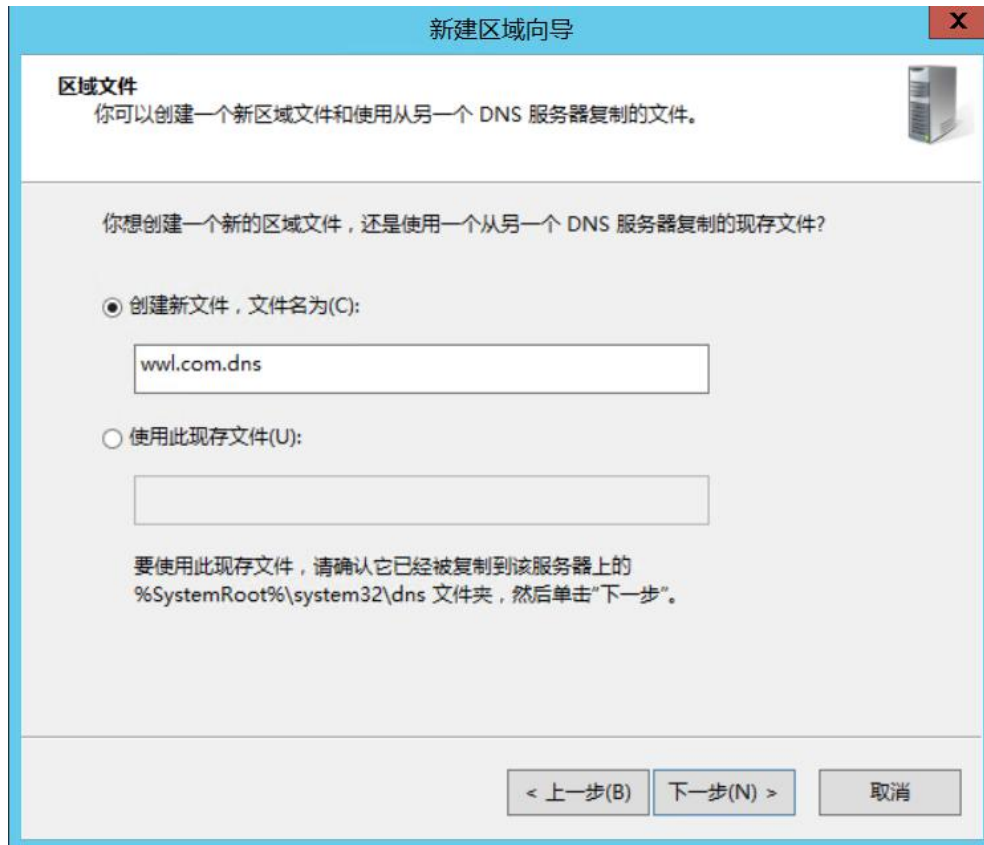 新建区域向导
X
区域文件
你可以创建一个新区域文件和使用从另一个 DNS 服务器复制的文件。
你想创建一个新的区域文件，还是使用一个从另一个 DNS 服务器复制的现存文件?
创建新文件，文件名为(C):
wwl.com.dns
使用此现存文件(U):
要使用此现存文件，请确认它已经被复制到该服务器上的
%SystemRoot%\system32\dns 文件夹，然后单击"下一步"。
< 上一步(B) 下一步(N) > 取消